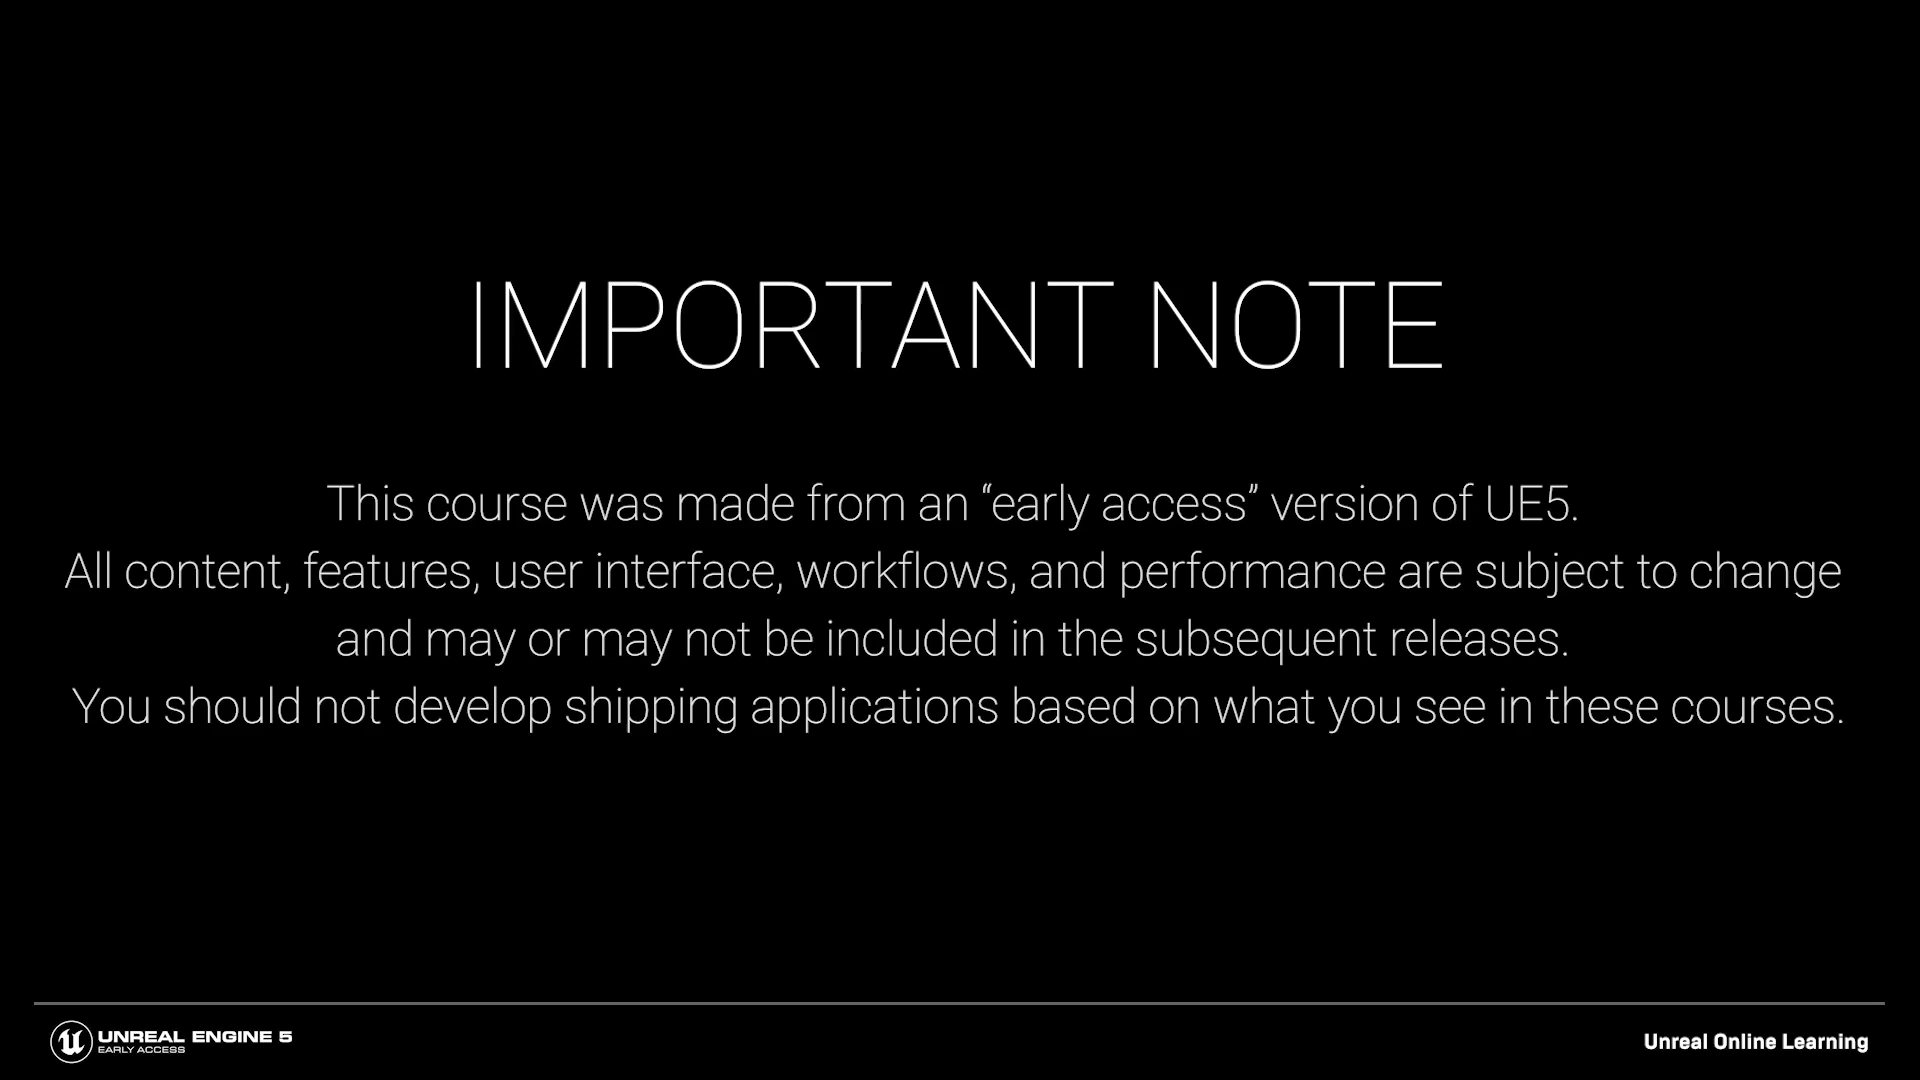 IMPORTANT NOTE
This course was made from an “early access” version of UE5.
All content, features, user interface, workflows, and performance are subject to change
and may or may not be included in the subsequent releases.
You should not develop shipping applications based on what you see in these courses.
UNREAL ENGINE 5
EARLY ACCESS
Unreal Online Learning